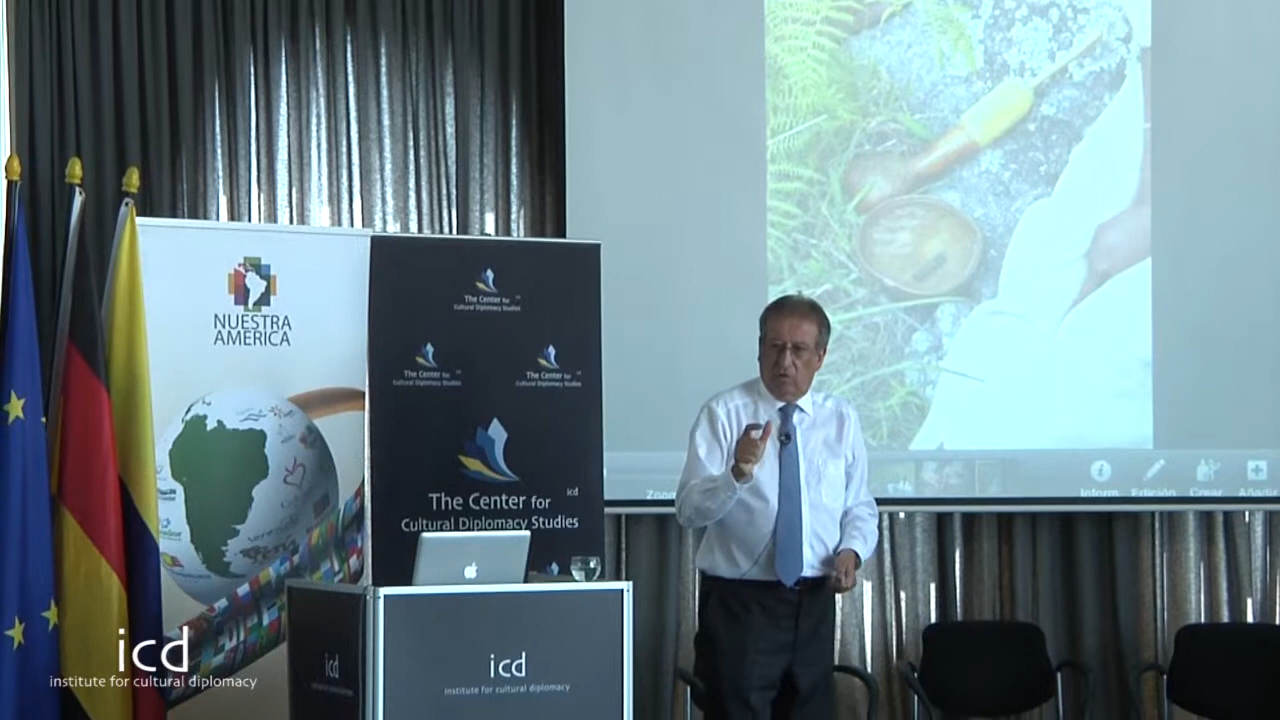 NUESTRA
AMERICA
The Center for
Cultural Diplomacy Studies
The Center for
Cultural Diplomacy Studies
The Center for
Cultural Diplomacy Studies
icd
The Center for
Cultural Diplomacy Studies
Inform. Edición Crear Añadir
icd
institute for cultural diplomacy
icd
icd
institute for cultural diplomacy